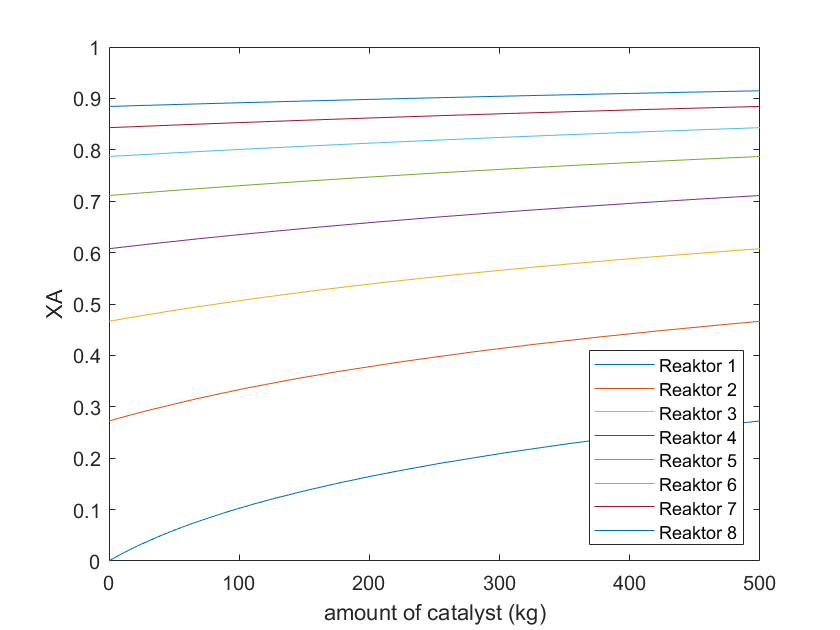 1
0.9
0.8
0.7
0.6
0.5
0.4
0.3
0.2
0.1
0
XA
Reaktor 1
Reaktor 2
Reaktor 3
Reaktor 4
Reaktor 5
Reaktor 6
Reaktor 7
Reaktor 8
0 100 200 300 400 500
amount of catalyst (kg)